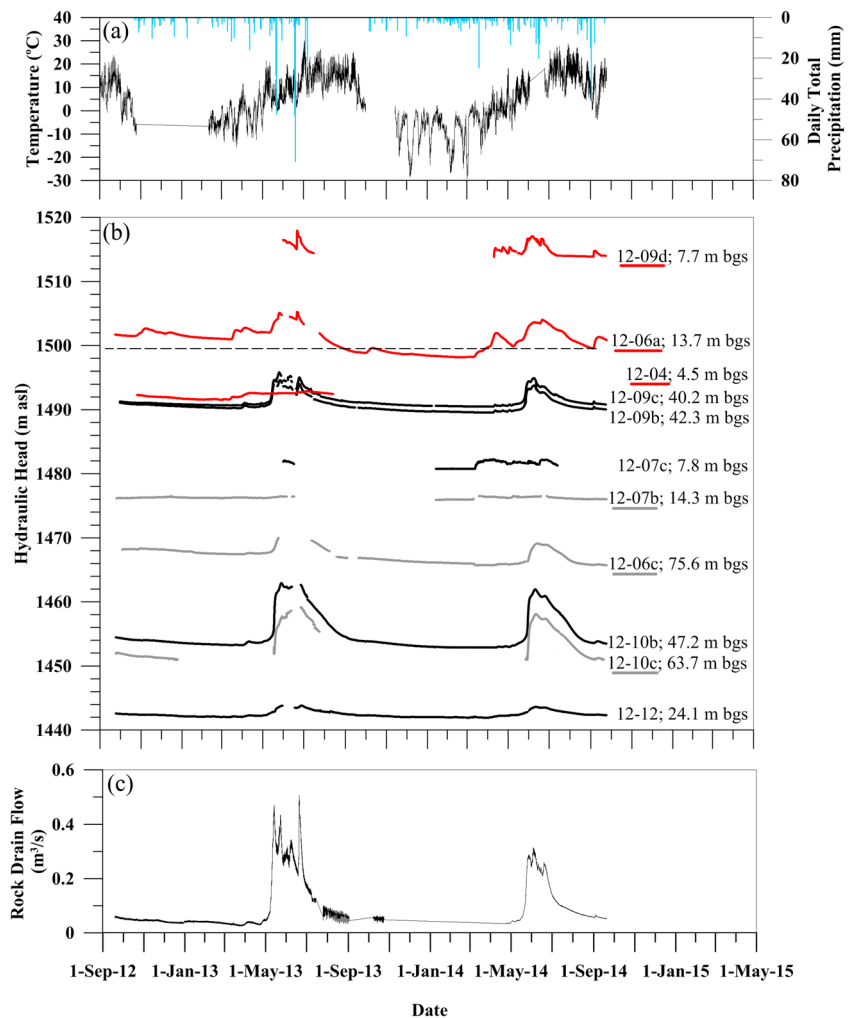 (a)
40
30
20
10
0
-10
-20
-30
Temperature (ºC)
0
20
40
60
80
Daily Total
Precipitation (mm)
(b)
1520
1510
1500
1490
1480
1470
1460
1450
1440
Hydraulic Head (m asl)
12-09d; 7.7 m bgs
12-06a; 13.7 m bgs
12-04; 4.5 m bgs
12-09c; 40.2 m bgs
12-09b; 42.3 m bgs
12-07c; 7.8 m bgs
12-07b; 14.3 m bgs
12-06c; 75.6 m bgs
12-10b; 47.2 m bgs
12-10c; 63.7 m bgs
12-12; 24.1 m bgs
(c)
0.6
0.4
0.2
0
Rock Drain Flow
(m³/s)
1-Sep-12 1-Jan-13 1-May-13 1-Sep-13 1-Jan-14 1-May-14 1-Sep-14 1-Jan-15 1-May-15
Date